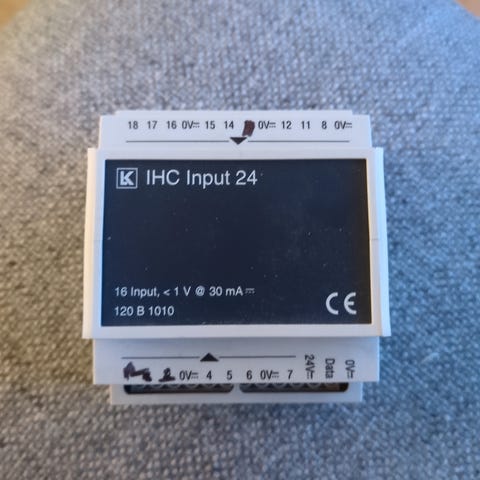 18 17 16 0V⎓ 15 14 0V⎓ 12 11 8 0V⎓
LK IHC Input 24
16 Input, < 1 V @ 30 mA ⎓
120 B 1010
CE
0V⎓ 4 5 6 0V⎓ 7 24V⎓ Data 0V⎓